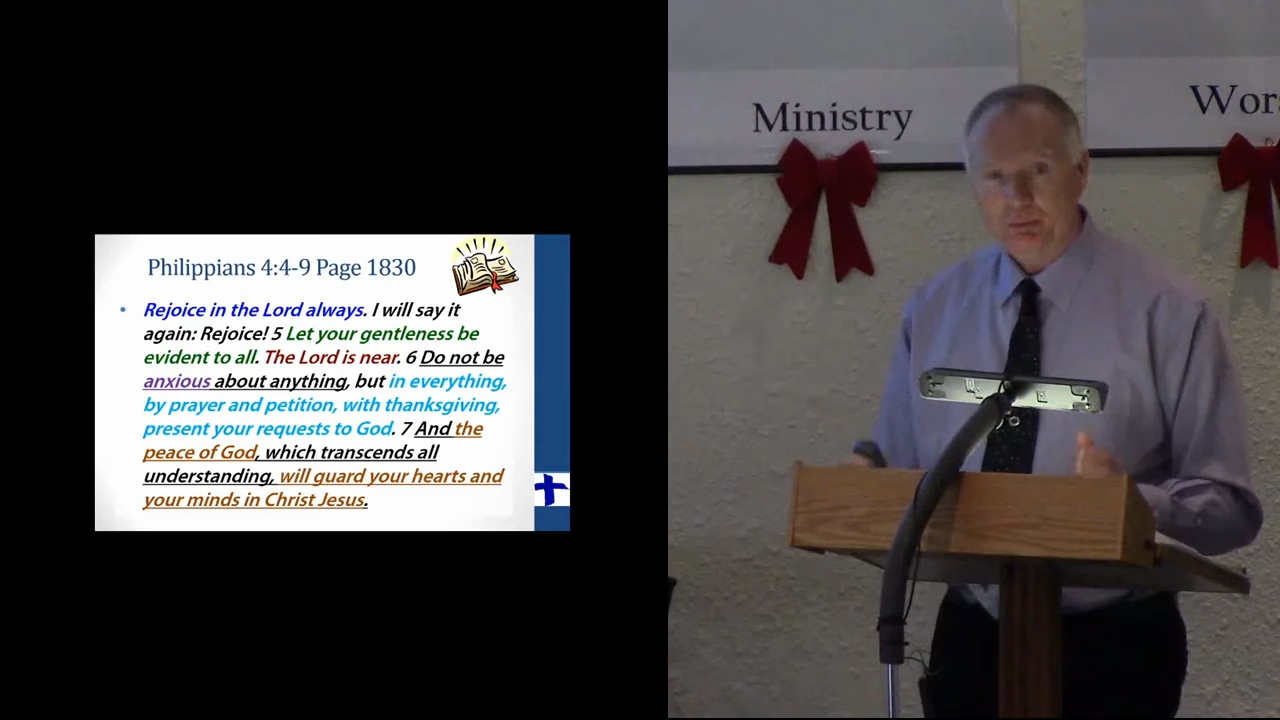 Philippians 4:4-9 Page 1830
• Rejoice in the Lord always. I will say it
again: Rejoice! 5 Let your gentleness be
evident to all. The Lord is near. 6 Do not be
anxious about anything, but in everything,
by prayer and petition, with thanksgiving,
present your requests to God. 7 And the
peace of God, which transcends all
understanding, will guard your hearts and
your minds in Christ Jesus.
Ministry
Wor